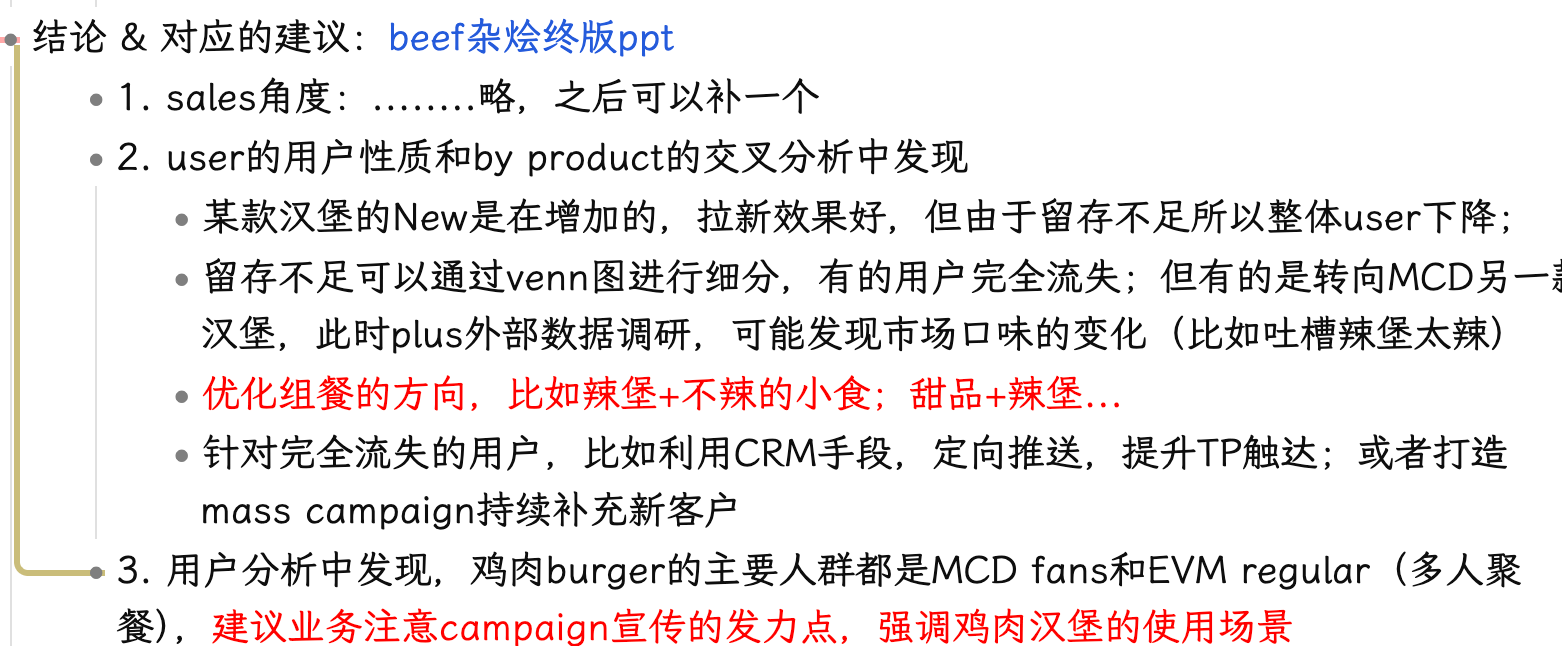 结论 & 对应的建议：beef杂烩终版ppt
1. sales角度：........略，之后可以补一个
2. user的用户性质和by product的交叉分析中发现
某款汉堡的New是在增加的，拉新效果好，但由于留存不足所以整体user下降；
留存不足可以通过venn图进行细分，有的用户完全流失；但有的是转向MCD另一款
汉堡，此时plus外部数据调研，可能发现市场口味的变化（比如吐槽辣堡太辣）
优化组餐的方向，比如辣堡+不辣的小食；甜品+辣堡...
针对完全流失的用户，比如利用CRM手段，定向推送，提升TP触达；或者打造
mass campaign持续补充新客户
3. 用户分析中发现，鸡肉burger的主要人群都是MCD fans和EVM regular（多人聚
餐），建议业务注意campaign宣传的发力点，强调鸡肉汉堡的使用场景